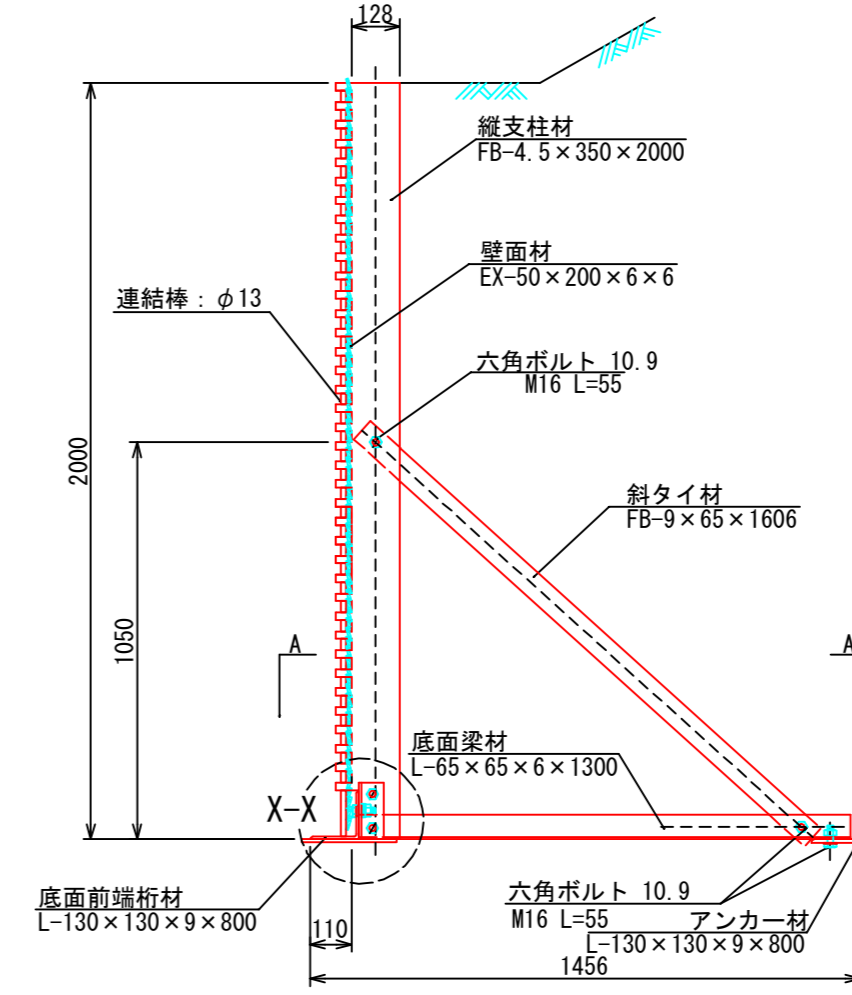 128
縦支柱材
FB-4.5×350×2000
壁面材
EX-50×200×6×6
連結棒：φ13
六角ボルト 10.9
M16 L=55
2000
斜タイ材
FB-9×65×1606
1050
A
A
底面梁材
L-65×65×6×1300
X-X
底面前端桁材
L-130×130×9×800
六角ボルト 10.9
M16 L=55
アンカー材
L-130×130×9×800
110
1456